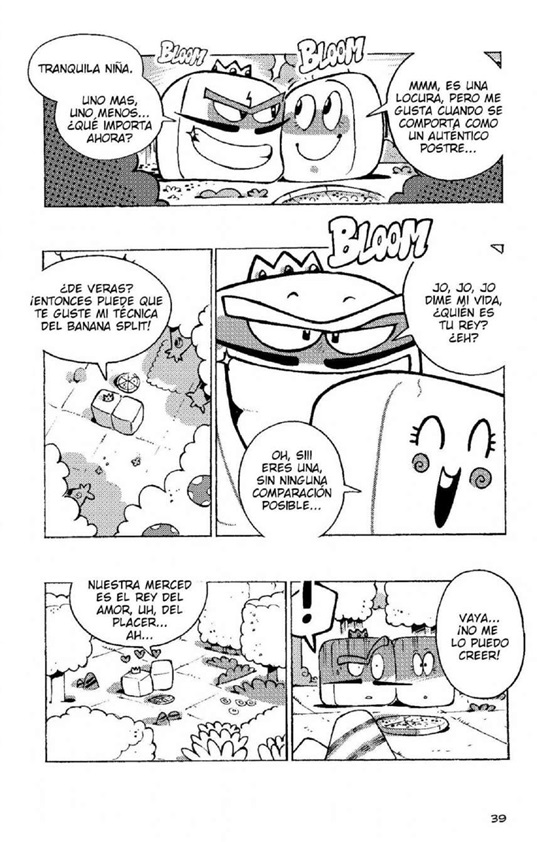 BLOOM
BLOOM
TRANQUILA NIÑA.
UNO MAS,
UNO MENOS...
¿QUÉ IMPORTA
AHORA?
MMM, ES UNA
LOCURA, PERO ME
GUSTA CUANDO SE
COMPORTA COMO
UN AUTÉNTICO
POSTRE...
¿DE VERAS?
¡ENTONCES PUEDE QUE
TE GUSTE MI TÉCNICA
DEL BANANA SPLIT!
BLOOM
JO, JO, JO
DIME MI VIDA,
¿QUIÉN ES
TU REY?
¿EH?
OH, SIII
ERES UNA,
SIN NINGUNA
COMPARACIÓN
POSIBLE...
NUESTRA MERCED
ES EL REY DEL
AMOR, UH, DEL
PLACER...
AH...
!
VAYA...
¡NO ME
LO PUEDO
CREER!
39